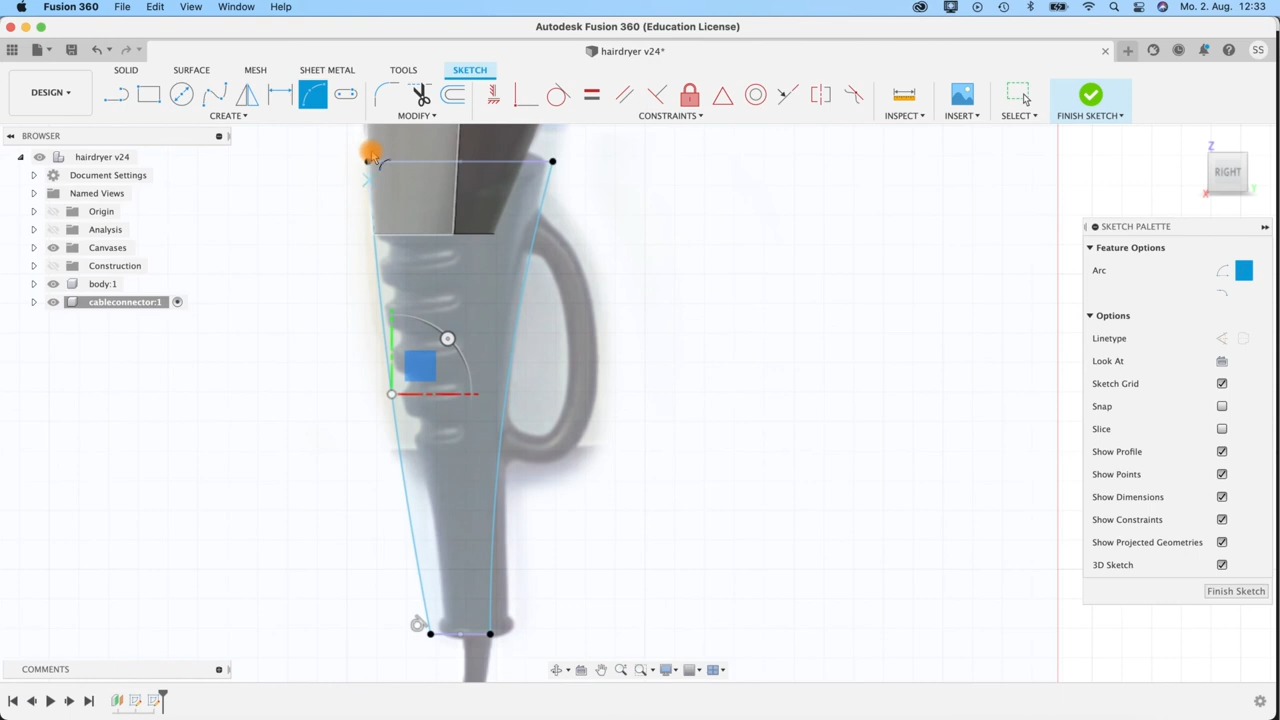 Fusion 360 File Edit View Window Help Mo. 2. Aug. 12:33
Autodesk Fusion 360 (Education License)
hairdryer v24* SS
SOLID SURFACE MESH SHEET METAL TOOLS SKETCH
DESIGN
CREATE MODIFY CONSTRAINTS INSPECT INSERT SELECT FINISH SKETCH
BROWSER
hairdryer v24
Document Settings
Named Views
Origin
Analysis
Canvases
Construction
body:1
cableconnector:1
Z
RIGHT
X Y
SKETCH PALETTE
Feature Options
Arc
Options
Linetype
Look At
Sketch Grid
Snap
Slice
Show Profile
Show Points
Show Dimensions
Show Constraints
Show Projected Geometries
3D Sketch
Finish Sketch
COMMENTS